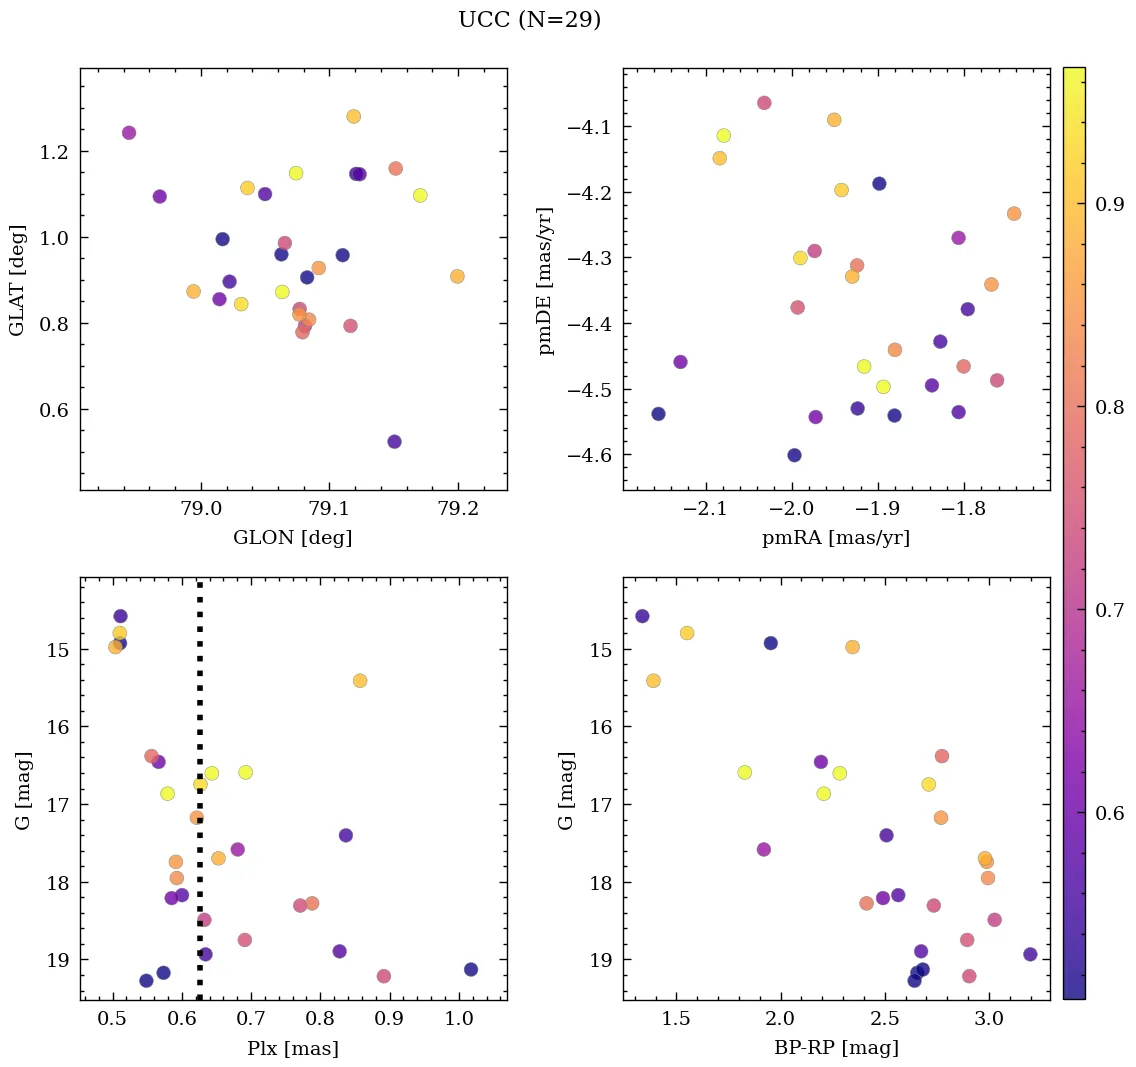 UCC (N=29)
1.2
1.0
0.8
0.6
GLAT [deg]
79.0 79.1 79.2
GLON [deg]
−4.1
−4.2
−4.3
−4.4
−4.5
−4.6
pmDE [mas/yr]
−2.1 −2.0 −1.9 −1.8
pmRA [mas/yr]
0.9
0.8
0.7
0.6
15
16
17
18
19
G [mag]
0.5 0.6 0.7 0.8 0.9 1.0
Plx [mas]
15
16
17
18
19
G [mag]
1.5 2.0 2.5 3.0
BP-RP [mag]